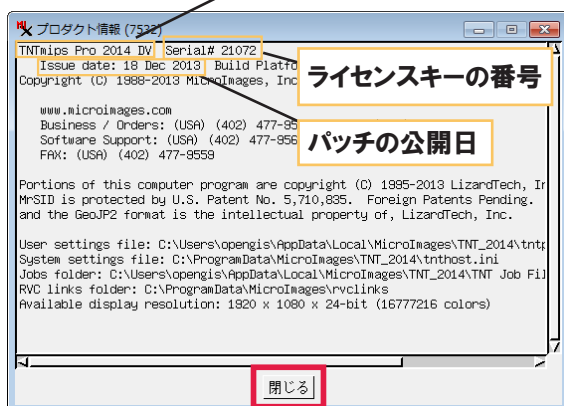 プロダクト情報 (7532)
TNTmips Pro 2014 DV Serial# 21072
Issue date: 18 Dec 2013 Build
Copyright (C) 1988-2013 MicroImages, Inc
ライセンスキーの番号
www.microimages.com
Business / Orders: (USA) (402)
Software Support: (USA) (402)
FAX: (USA) (402) 477-9559
パッチの公開日
Portions of this computer program are copyright (C) 1995-2013 LizardTech,
MrSID is protected by U.S. Patent No. 5,710,835. Foreign Patents Pending.
and the GeoJP2 format is the intellectual property of, LizardTech, Inc.
User settings file: C:\Users\opengis\AppData\Local\MicroImages\TNT_2014\
System settings file: C:\ProgramData\MicroImages\TNT_2014\tnthost.ini
Jobs folder: C:\Users\opengis\AppData\Local\MicroImages\TNT_2014\TNT Job
RVC links folder: C:\ProgramData\MicroImages\rvclinks
Available display resolution: 1920 x 1080 x 24-bit (16777216 colors)
閉じる